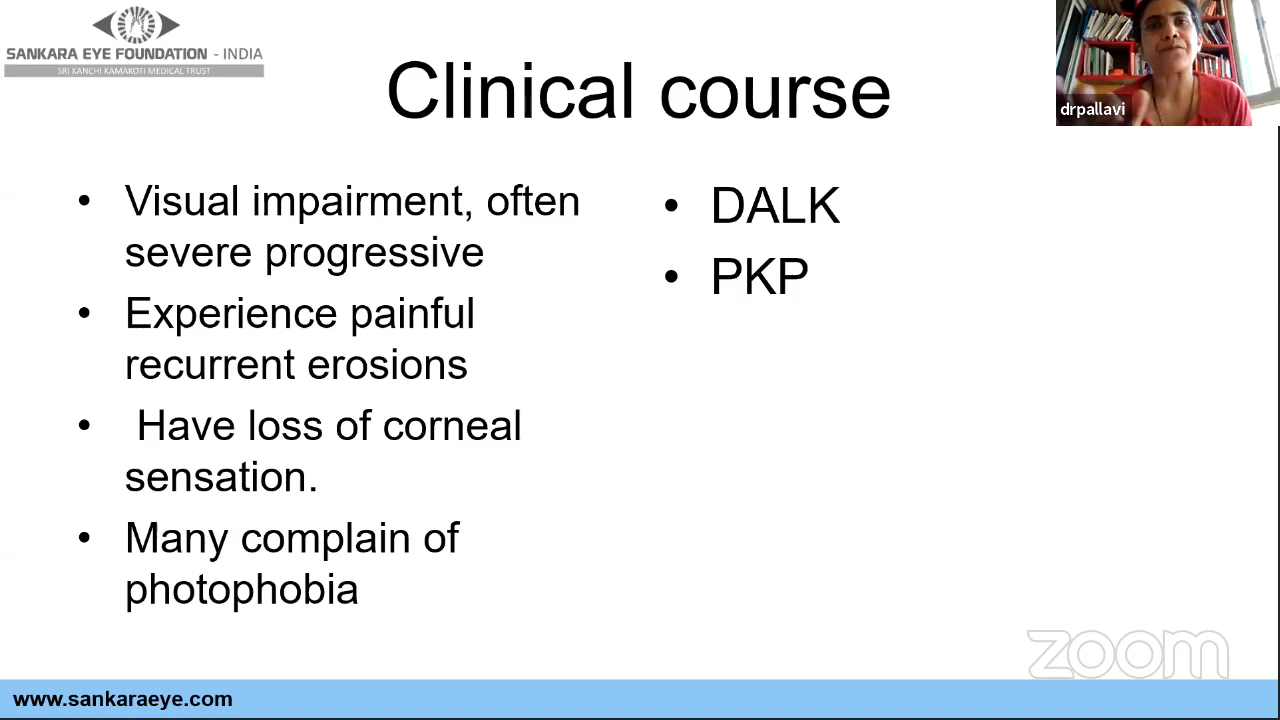 SANKARA EYE FOUNDATION - INDIA
SRI KANCHI KAMAKOTI MEDICAL TRUST
Clinical course
drpallavi
• Visual impairment, often
severe progressive
• Experience painful
recurrent erosions
• Have loss of corneal
sensation.
• Many complain of
photophobia
• DALK
• PKP
zoom
www.sankaraeye.com